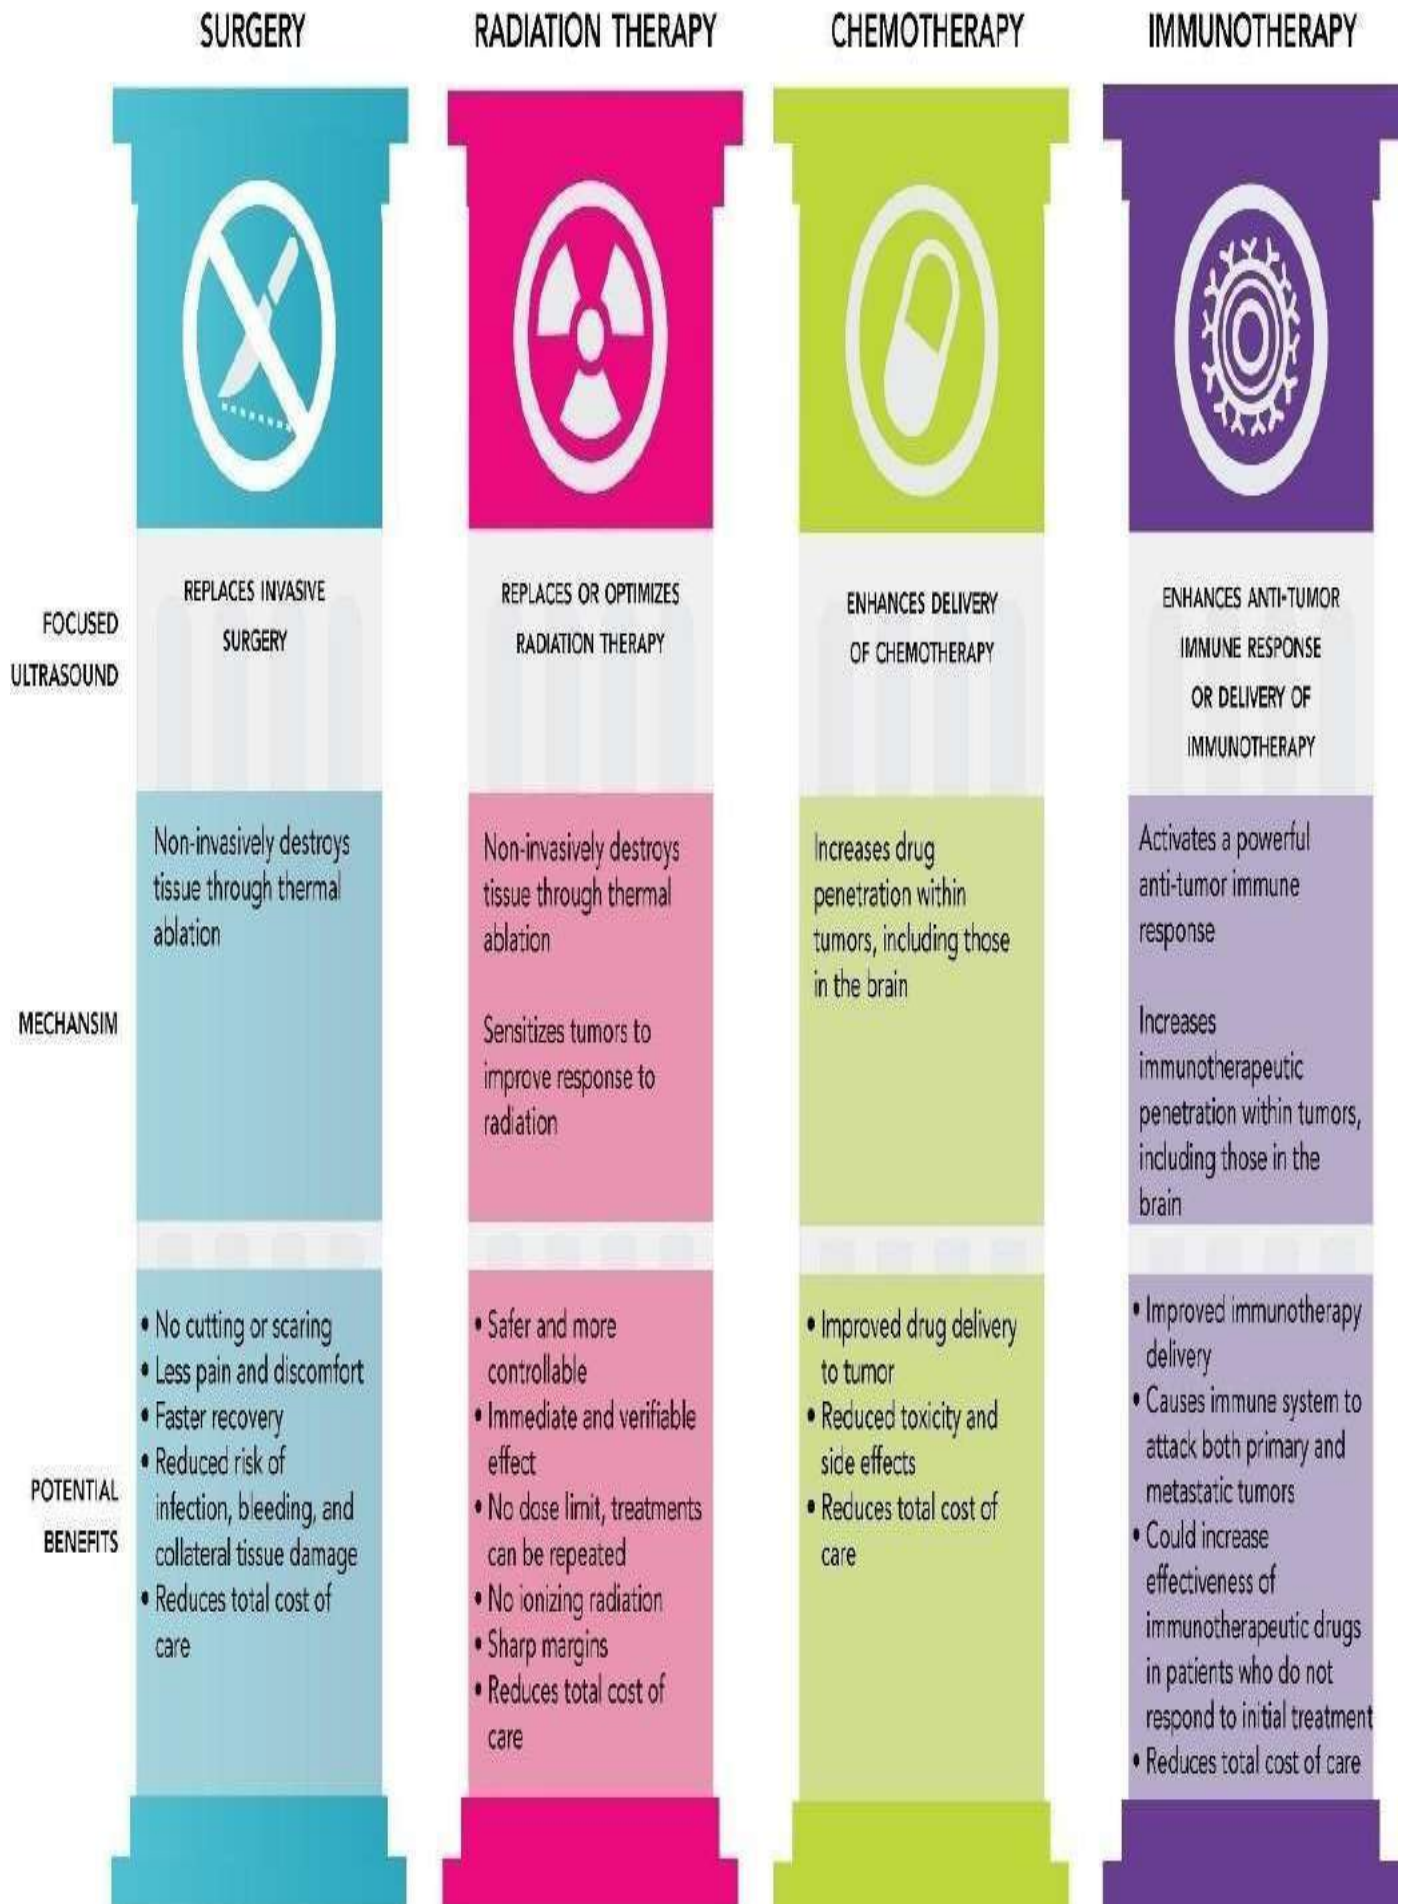 SURGERY
RADIATION THERAPY
CHEMOTHERAPY
IMMUNOTHERAPY
FOCUSED
ULTRASOUND
REPLACES INVASIVE
SURGERY
REPLACES OR OPTIMIZES
RADIATION THERAPY
ENHANCES DELIVERY
OF CHEMOTHERAPY
ENHANCES ANTI-TUMOR
IMMUNE RESPONSE
OR DELIVERY OF
IMMUNOTHERAPY
MECHANSIM
Non-invasively destroys
tissue through thermal
ablation
Non-invasively destroys
tissue through thermal
ablation
Sensitizes tumors to
improve response to
radiation
Increases drug
penetration within
tumors, including those
in the brain
Activates a powerful
anti-tumor immune
response
Increases
immunotherapeutic
penetration within tumors,
including those in the
brain
POTENTIAL
BENEFITS
• No cutting or scaring
• Less pain and discomfort
• Faster recovery
• Reduced risk of
infection, bleeding, and
collateral tissue damage
• Reduces total cost of
care
• Safer and more
controllable
• Immediate and verifiable
effect
• No dose limit, treatments
can be repeated
• No ionizing radiation
• Sharp margins
• Reduces total cost of
care
• Improved drug delivery
to tumor
• Reduced toxicity and
side effects
• Reduces total cost of
care
• Improved immunotherapy
delivery
• Causes immune system to
attack both primary and
metastatic tumors
• Could increase
effectiveness of
immunotherapeutic drugs
in patients who do not
respond to initial treatment
• Reduces total cost of care